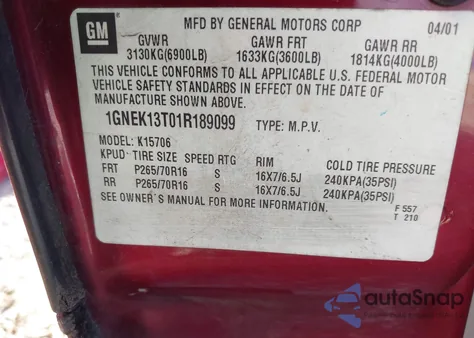 GM
MFD BY GENERAL MOTORS CORP 04/01
GVWR GAWR FRT GAWR RR
3130KG(6900LB) 1633KG(3600LB) 1814KG(4000LB)
THIS VEHICLE CONFORMS TO ALL APPLICABLE U.S. FEDERAL MOTOR
VEHICLE SAFETY STANDARDS IN EFFECT ON THE DATE OF
MANUFACTURE SHOWN ABOVE.
1GNEK13T01R189099 TYPE: M.P.V.
MODEL: K15706
KPUD· TIRE SIZE SPEED RTG RIM COLD TIRE PRESSURE
FRT P265/70R16 S 16X7/6.5J 240KPA(35PSI)
RR P265/70R16 S 16X7/6.5J 240KPA(35PSI)
SEE OWNER'S MANUAL FOR MORE INFORMATION.
F 557
T 210
autoSnap